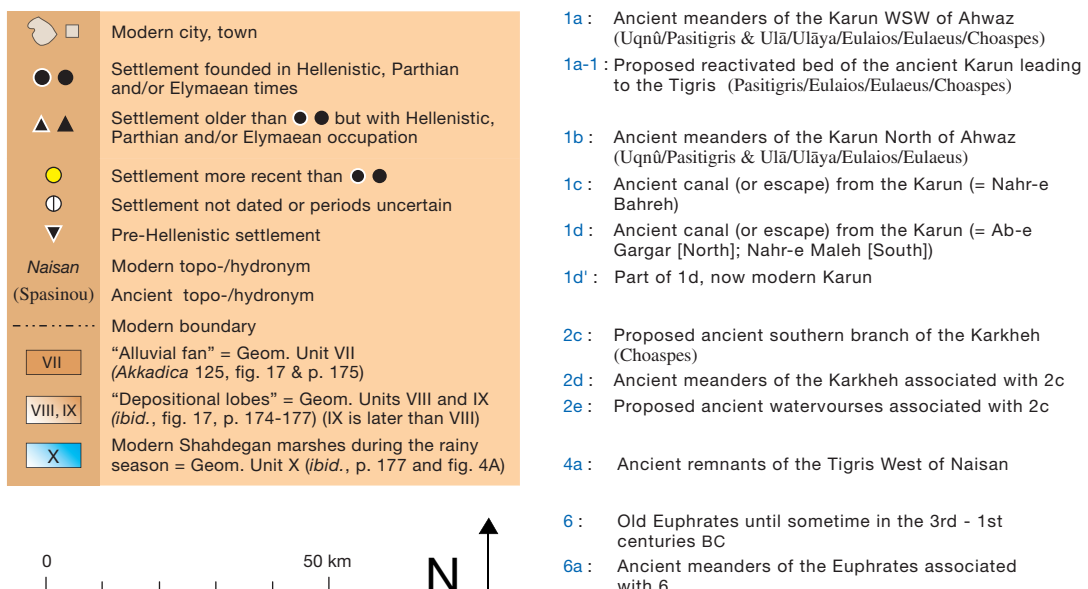 Modern city, town
Settlement founded in Hellenistic, Parthian
and/or Elymaean times
Settlement older than but with Hellenistic,
Parthian and/or Elymaean occupation
Settlement more recent than
Settlement not dated or periods uncertain
Pre-Hellenistic settlement
Naisan Modern topo-/hydronym
(Spasinou) Ancient topo-/hydronym
Modern boundary
VII "Alluvial fan" = Geom. Unit VII
(Akkadica 125, fig. 17 & p. 175)
VIII, IX "Depositional lobes" = Geom. Units VIII and IX
(ibid., fig. 17, p. 174-177) (IX is later than VIII)
X Modern Shahdegan marshes during the rainy
season = Geom. Unit X (ibid., p. 177 and fig. 4A)
0 50 km
N
1a : Ancient meanders of the Karun WSW of Ahwaz
(Uqnû/Pasitigris & Ulā/Ulāya/Eulaios/Eulaeus/Choaspes)
1a-1 : Proposed reactivated bed of the ancient Karun leading
to the Tigris (Pasitigris/Eulaios/Eulaeus/Choaspes)
1b : Ancient meanders of the Karun North of Ahwaz
(Uqnû/Pasitigris & Ulā/Ulāya/Eulaios/Eulaeus)
1c : Ancient canal (or escape) from the Karun (= Nahr-e
Bahreh)
1d : Ancient canal (or escape) from the Karun (= Ab-e
Gargar [North]; Nahr-e Maleh [South])
1d' : Part of 1d, now modern Karun
2c : Proposed ancient southern branch of the Karkheh
(Choaspes)
2d : Ancient meanders of the Karkheh associated with 2c
2e : Proposed ancient watervourses associated with 2c
4a : Ancient remnants of the Tigris West of Naisan
6 : Old Euphrates until sometime in the 3rd - 1st
centuries BC
6a : Ancient meanders of the Euphrates associated
with 6